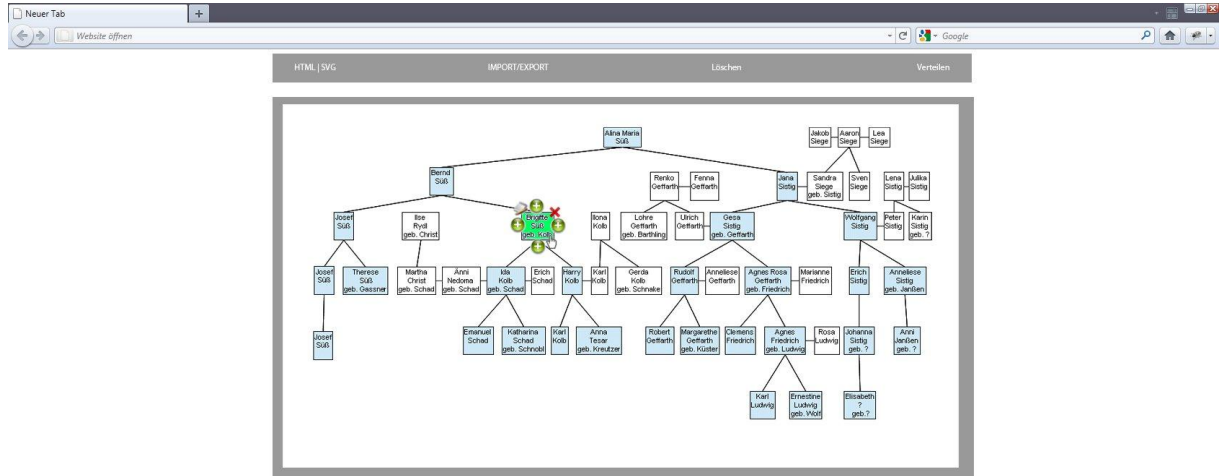 Neuer Tab
Website öffnen
Google
HTML | SVG
IMPORT/EXPORT
Löschen
Verteilen
Alina Maria
Süß
Jakob
Siege
Aaron
Siege
Lea
Siege
Bernd
Süß
Renko
Geffarth
Fenna
Geffarth
Jana
Sistig
Sandra
Siege
geb. Sistig
Sven
Siege
Lena
Sistig
Julika
Sistig
Josef
Süß
Ilse
Rydl
geb. Christ
Brigitte
Süß
geb. Kolb
Ilona
Kolb
Lohre
Geffarth
geb. Barthling
Ulrich
Geffarth
Gesa
Sistig
geb. Geffarth
Wolfgang
Sistig
Peter
Sistig
Karin
Sistig
geb. ?
Josef
Süß
Therese
Süß
geb. Gassner
Martha
Christ
geb. Schad
Änni
Nedoma
geb. Schad
Ida
Kolb
geb. Schad
Erich
Schad
Harry
Kolb
Karl
Kolb
Gerda
Kolb
geb. Schnake
Rudolf
Geffarth
Anneliese
Geffarth
Agnes Rosa
Geffarth
geb. Friedrich
Marianne
Friedrich
Erich
Sistig
Anneliese
Sistig
geb. Janßen
Josef
Süß
Emanuel
Schad
Katharina
Schad
geb. Schnobl
Karl
Kolb
Anna
Tesar
geb. Kreutzer
Robert
Geffarth
Margarethe
Geffarth
geb. Küster
Clemens
Friedrich
Agnes
Friedrich
geb. Ludwig
Rosa
Ludwig
Johanna
Sistig
geb. ?
Anni
Janßen
geb. ?
Karl
Ludwig
Ernestine
Ludwig
geb. Wolf
Elisabeth
?
geb.?